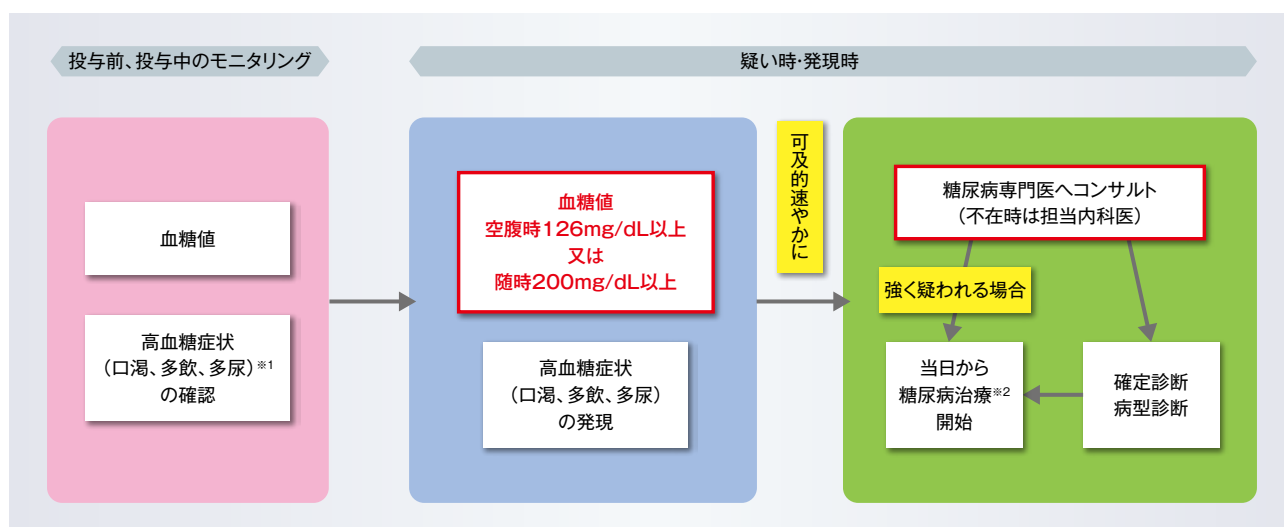 投与前、投与中のモニタリング
疑い時・発現時
血糖値
高血糖症状
（口渇、多飲、多尿）※1
の確認
血糖値
空腹時126mg/dL以上
又は
随時200mg/dL以上
高血糖症状
（口渇、多飲、多尿）
の発現
可及的速やかに
糖尿病専門医へコンサルト
（不在時は担当内科医）
強く疑われる場合
当日から
糖尿病治療※2
開始
確定診断
病型診断